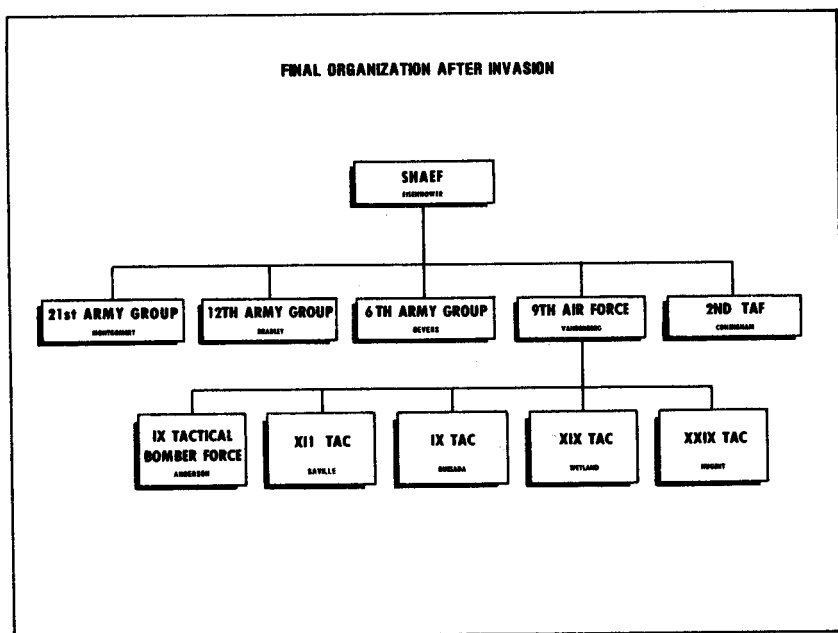 FINAL ORGANIZATION AFTER INVASION
SHAEF
EISENHOWER
21st ARMY GROUP
MONTGOMERY
12TH ARMY GROUP
BRADLEY
6TH ARMY GROUP
DEVERS
9TH AIR FORCE
VANDENBERG
2ND TAF
CONINGHAM
IX TACTICAL
BOMBER FORCE
ANDERSON
XII TAC
SAVILLE
IX TAC
QUESADA
XIX TAC
WEYLAND
XXIX TAC
NUGENT